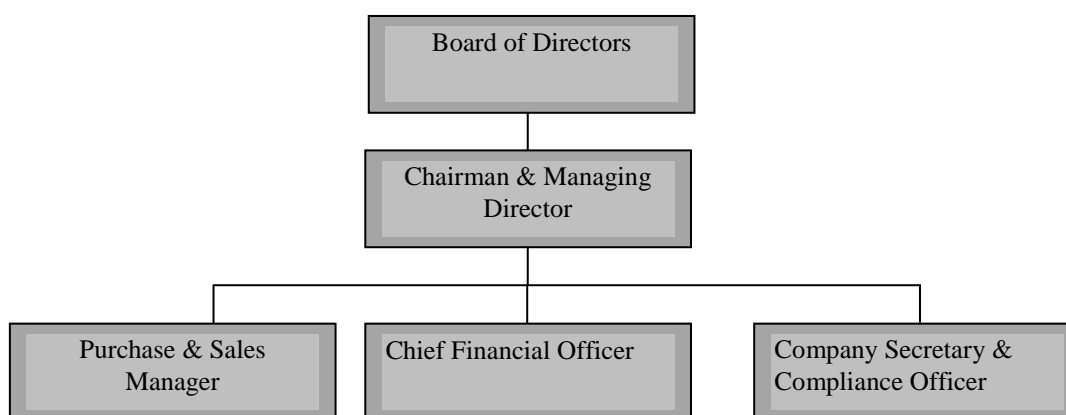 Board of Directors
Chairman & Managing
Director
Purchase & Sales
Manager
Chief Financial Officer
Company Secretary &
Compliance Officer